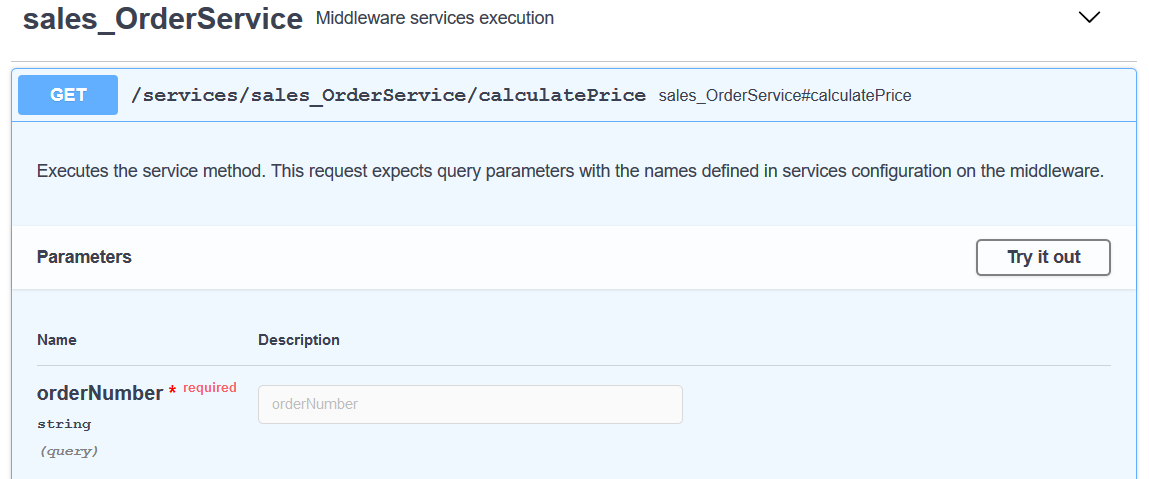 sales_OrderService Middleware services execution
GET /services/sales_OrderService/calculatePrice sales_OrderService#calculatePrice
Executes the service method. This request expects query parameters with the names defined in services configuration on the middleware.
Parameters Try it out
Name Description
orderNumber * required
orderNumber
string
(query)